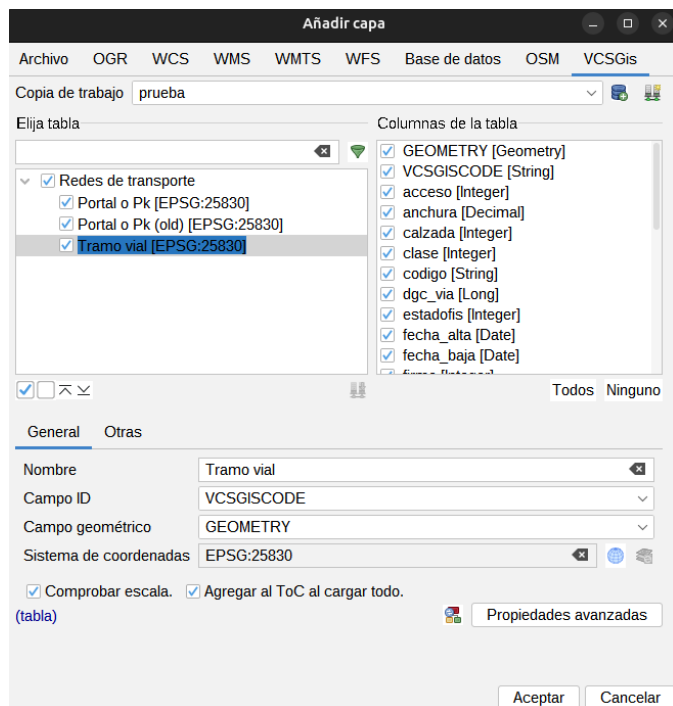 Añadir capa
Archivo OGR WCS WMS WMTS WFS Base de datos OSM VCSGis
Copia de trabajo prueba
Elija tabla
Columnas de la tabla
Redes de transporte
Portal o Pk [EPSG:25830]
Portal o Pk (old) [EPSG:25830]
Tramo vial [EPSG:25830]
GEOMETRY [Geometry]
VCSGISCODE [String]
acceso [Integer]
anchura [Decimal]
calzada [Integer]
clase [Integer]
codigo [String]
dgc_via [Long]
estadofis [Integer]
fecha_alta [Date]
fecha_baja [Date]
Todos Ninguno
General Otras
Nombre Tramo vial
Campo ID VCSGISCODE
Campo geométrico GEOMETRY
Sistema de coordenadas EPSG:25830
Comprobar escala. Agregar al ToC al cargar todo.
(tabla) Propiedades avanzadas
Aceptar Cancelar